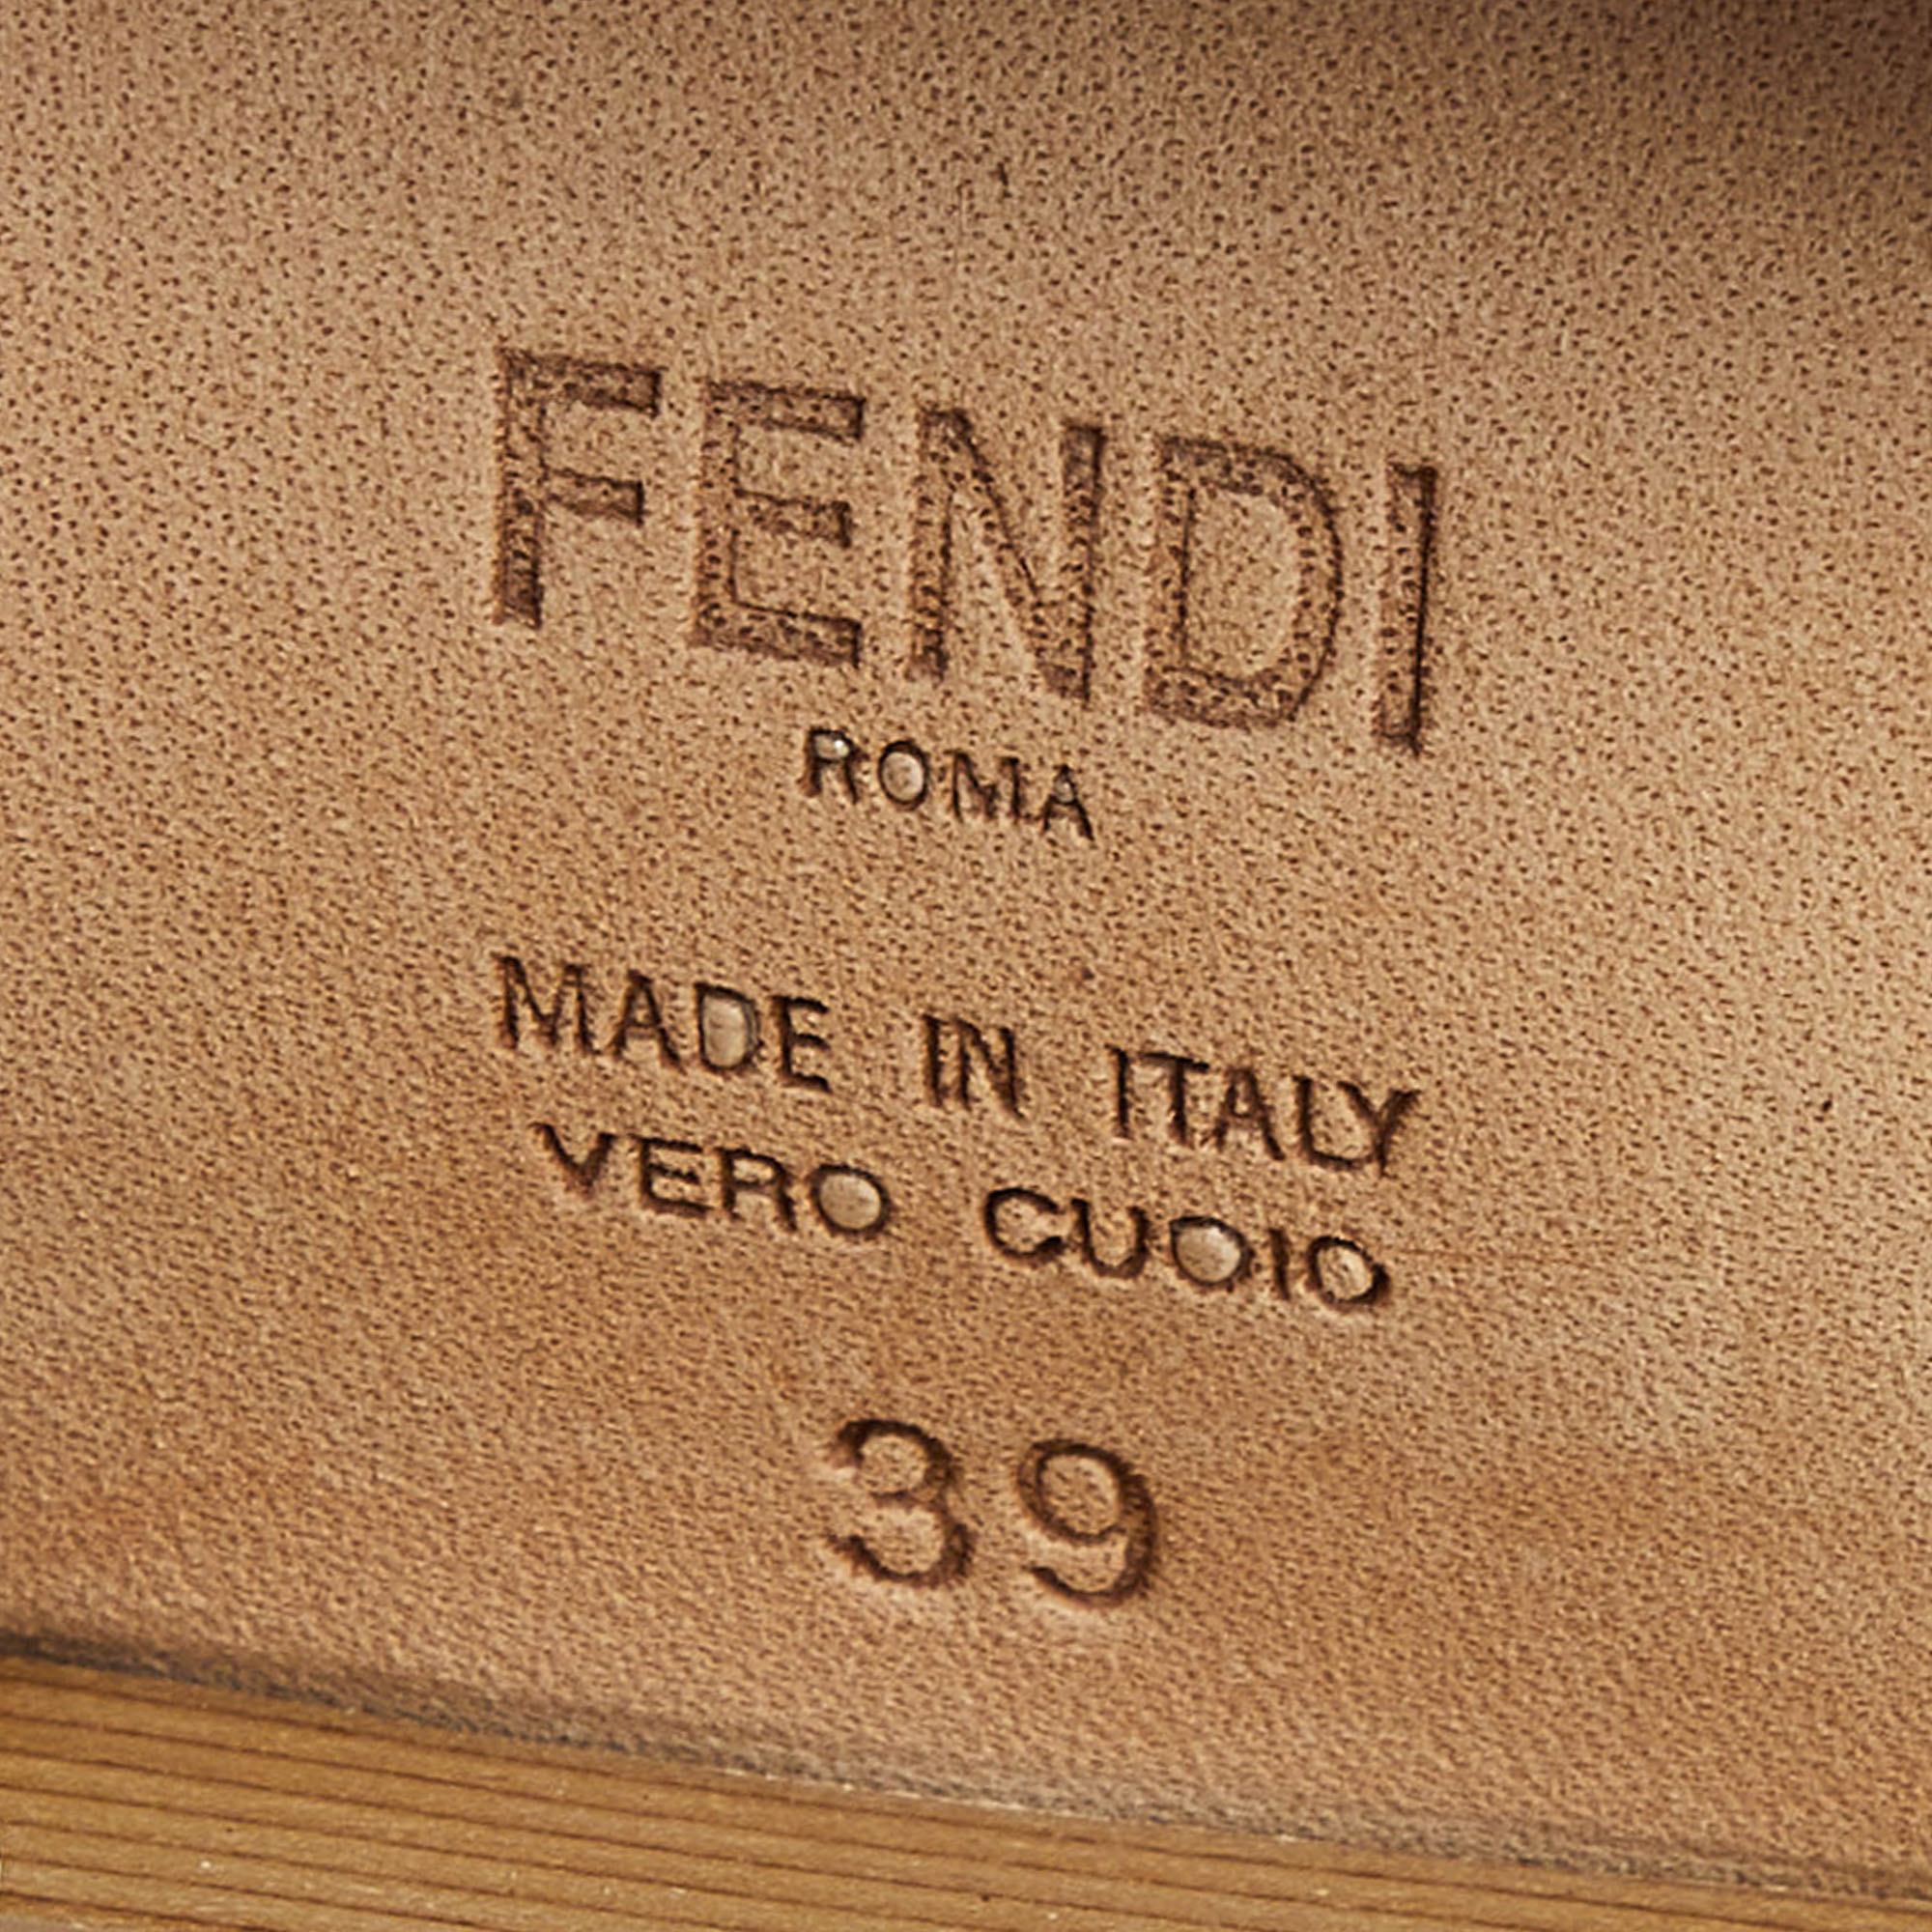 FENDI
ROMA
MADE IN ITALY
VERO CUOIO
39